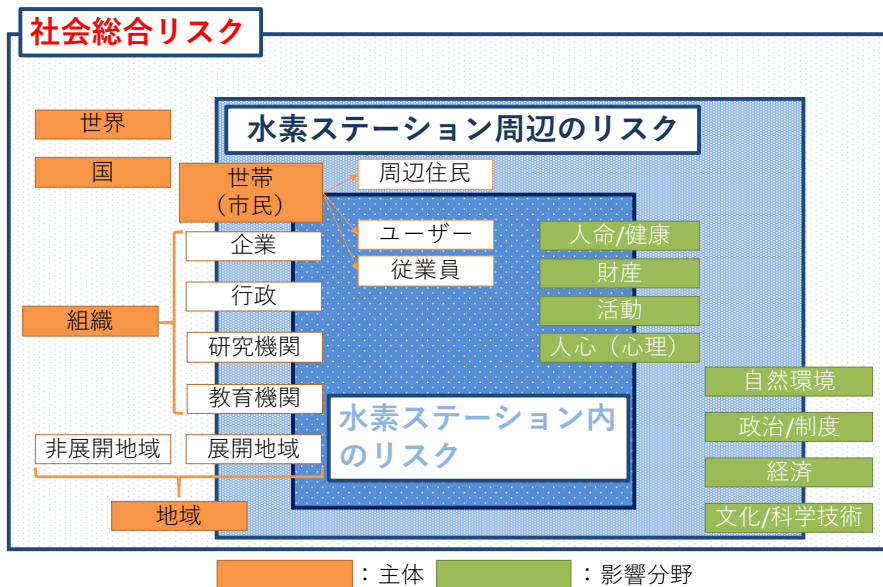 社会総合リスク
世界
国
水素ステーション周辺のリスク
世帯
（市民）
周辺住民
ユーザー
従業員
企業
行政
組織
研究機関
教育機関
非展開地域
展開地域
地域
人命/健康
財産
活動
人心（心理）
水素ステーション内
のリスク
自然環境
政治/制度
経済
文化/科学技術
：主体
：影響分野